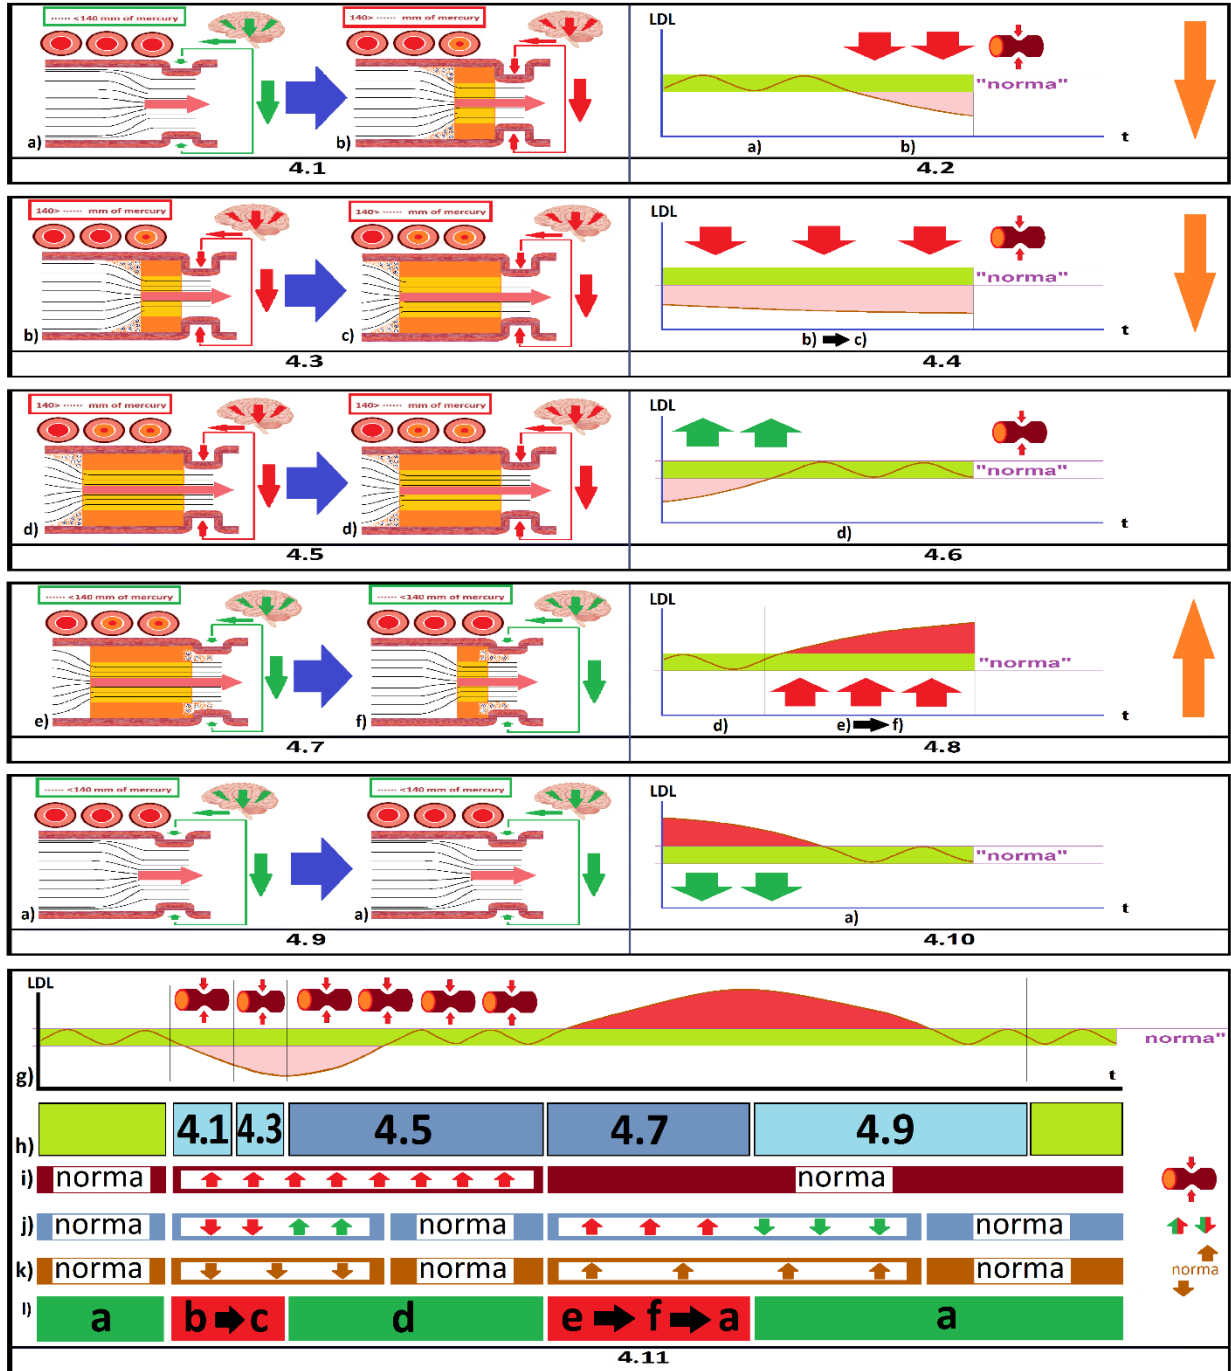 ...... <140 mm of mercury
140> ...... mm of mercury
a)
b)
4.1
LDL
"norma"
t
a)
b)
4.2
140> ...... mm of mercury
140> ...... mm of mercury
b)
c)
4.3
LDL
"norma"
t
b)
c)
4.4
140> ...... mm of mercury
140> ...... mm of mercury
d)
d)
4.5
LDL
"norma"
t
d)
4.6
...... <140 mm of mercury
...... <140 mm of mercury
e)
f)
4.7
LDL
"norma"
t
d)
e)
f)
4.8
...... <140 mm of mercury
...... <140 mm of mercury
a)
a)
4.9
LDL
"norma"
t
a)
4.10
LDL
norma"
g)
t
h)
4.1
4.3
4.5
4.7
4.9
i)
norma
norma
j)
norma
norma
norma
k)
norma
norma
norma
norma
l)
a
b
c
d
e
f
a
a
4.11